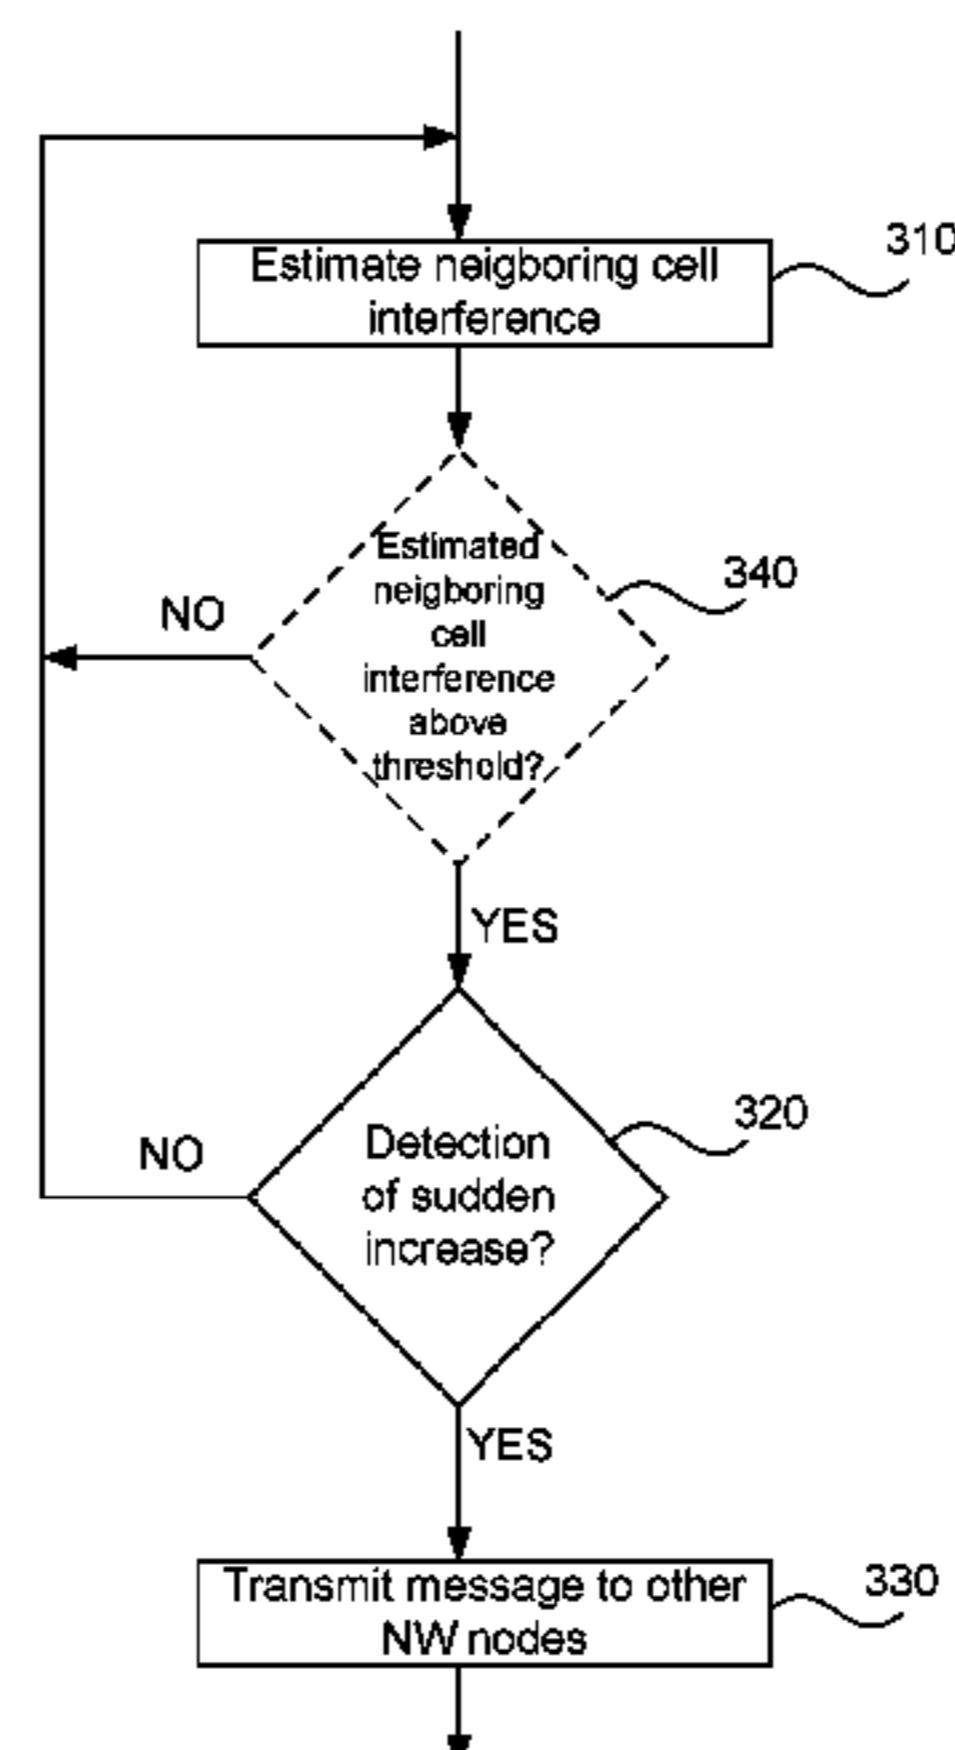 310
Estimate neigboring cell
interference
340
Estimated
neigboring
cell
interference
above
threshold?
NO
YES
320
Detection
of sudden
increase?
NO
YES
330
Transmit message to other
NW nodes